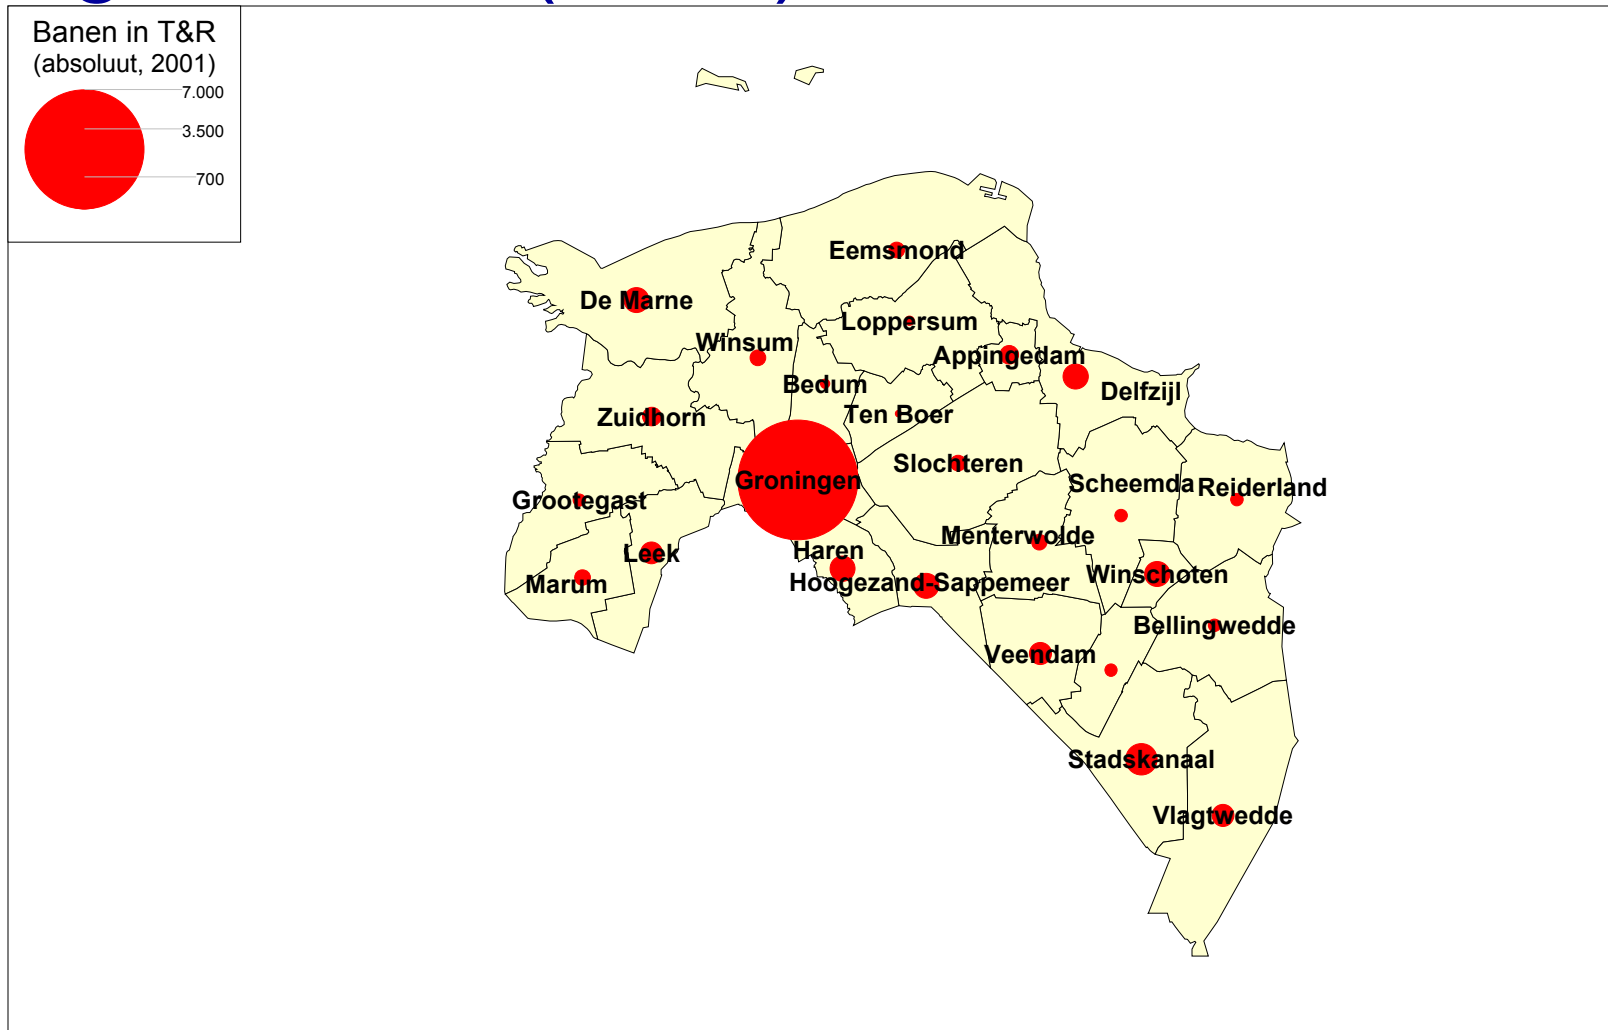 Banen in T&R
(absoluut, 2001)
7.000
3.500
700
Eemsmond
De Marne
Loppersum
Winsum
Appingedam
Bedum
Delfzijl
Ten Boer
Zuidhorn
Slochteren
Groningen
Scheemda
Reiderland
Grootegast
Menterwolde
Haren
Leek
Winschoten
Hoogezand-Sappemeer
Marum
Bellingwedde
Veendam
Stadskanaal
Vlagtwedde